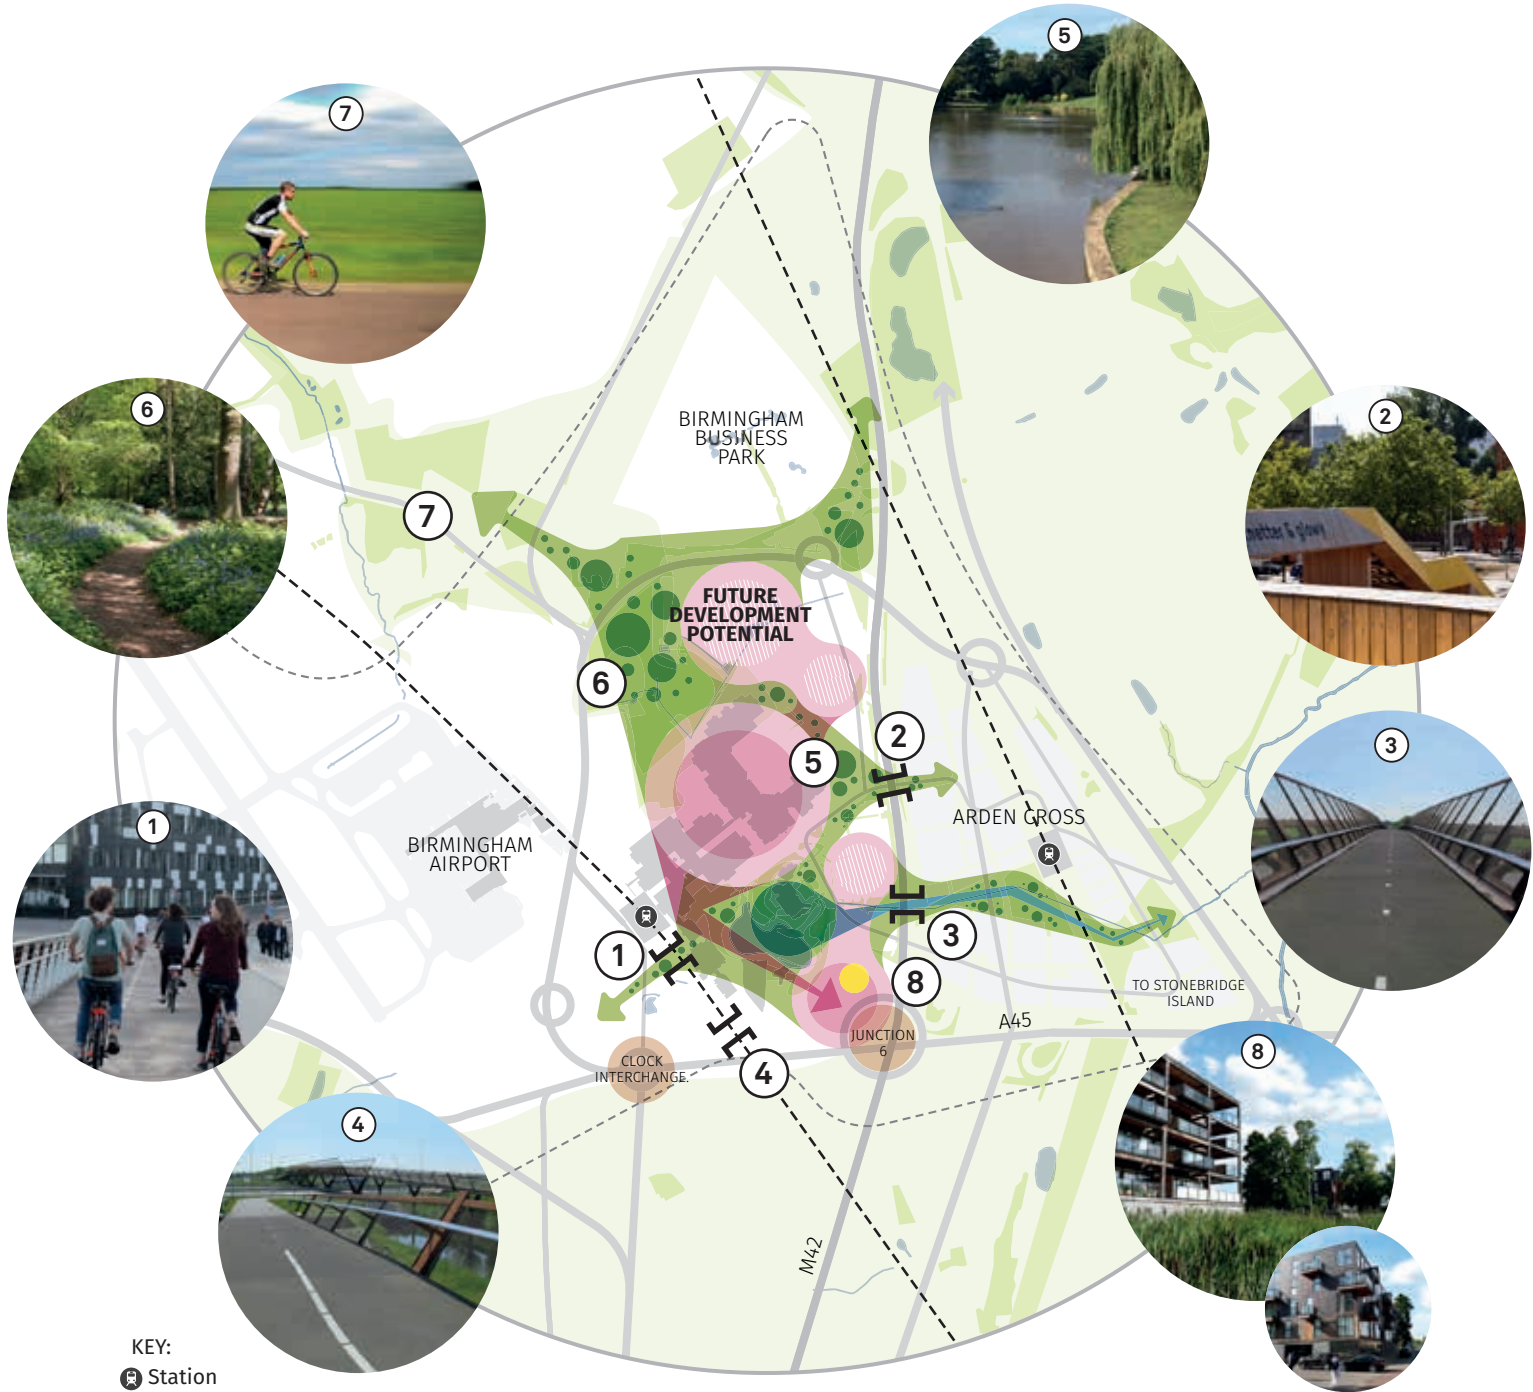 5
7
6
2
BIRMINGHAM
BUSINESS
PARK
7
FUTURE
DEVELOPMENT
POTENTIAL
6
2
5
3
ARDEN CROSS
1
BIRMINGHAM
AIRPORT
3
1
8
TO STONEBRIDGE
ISLAND
A45
JUNCTION
6
CLOCK
INTERCHANGE.
4
8
4
M42
KEY:
Station